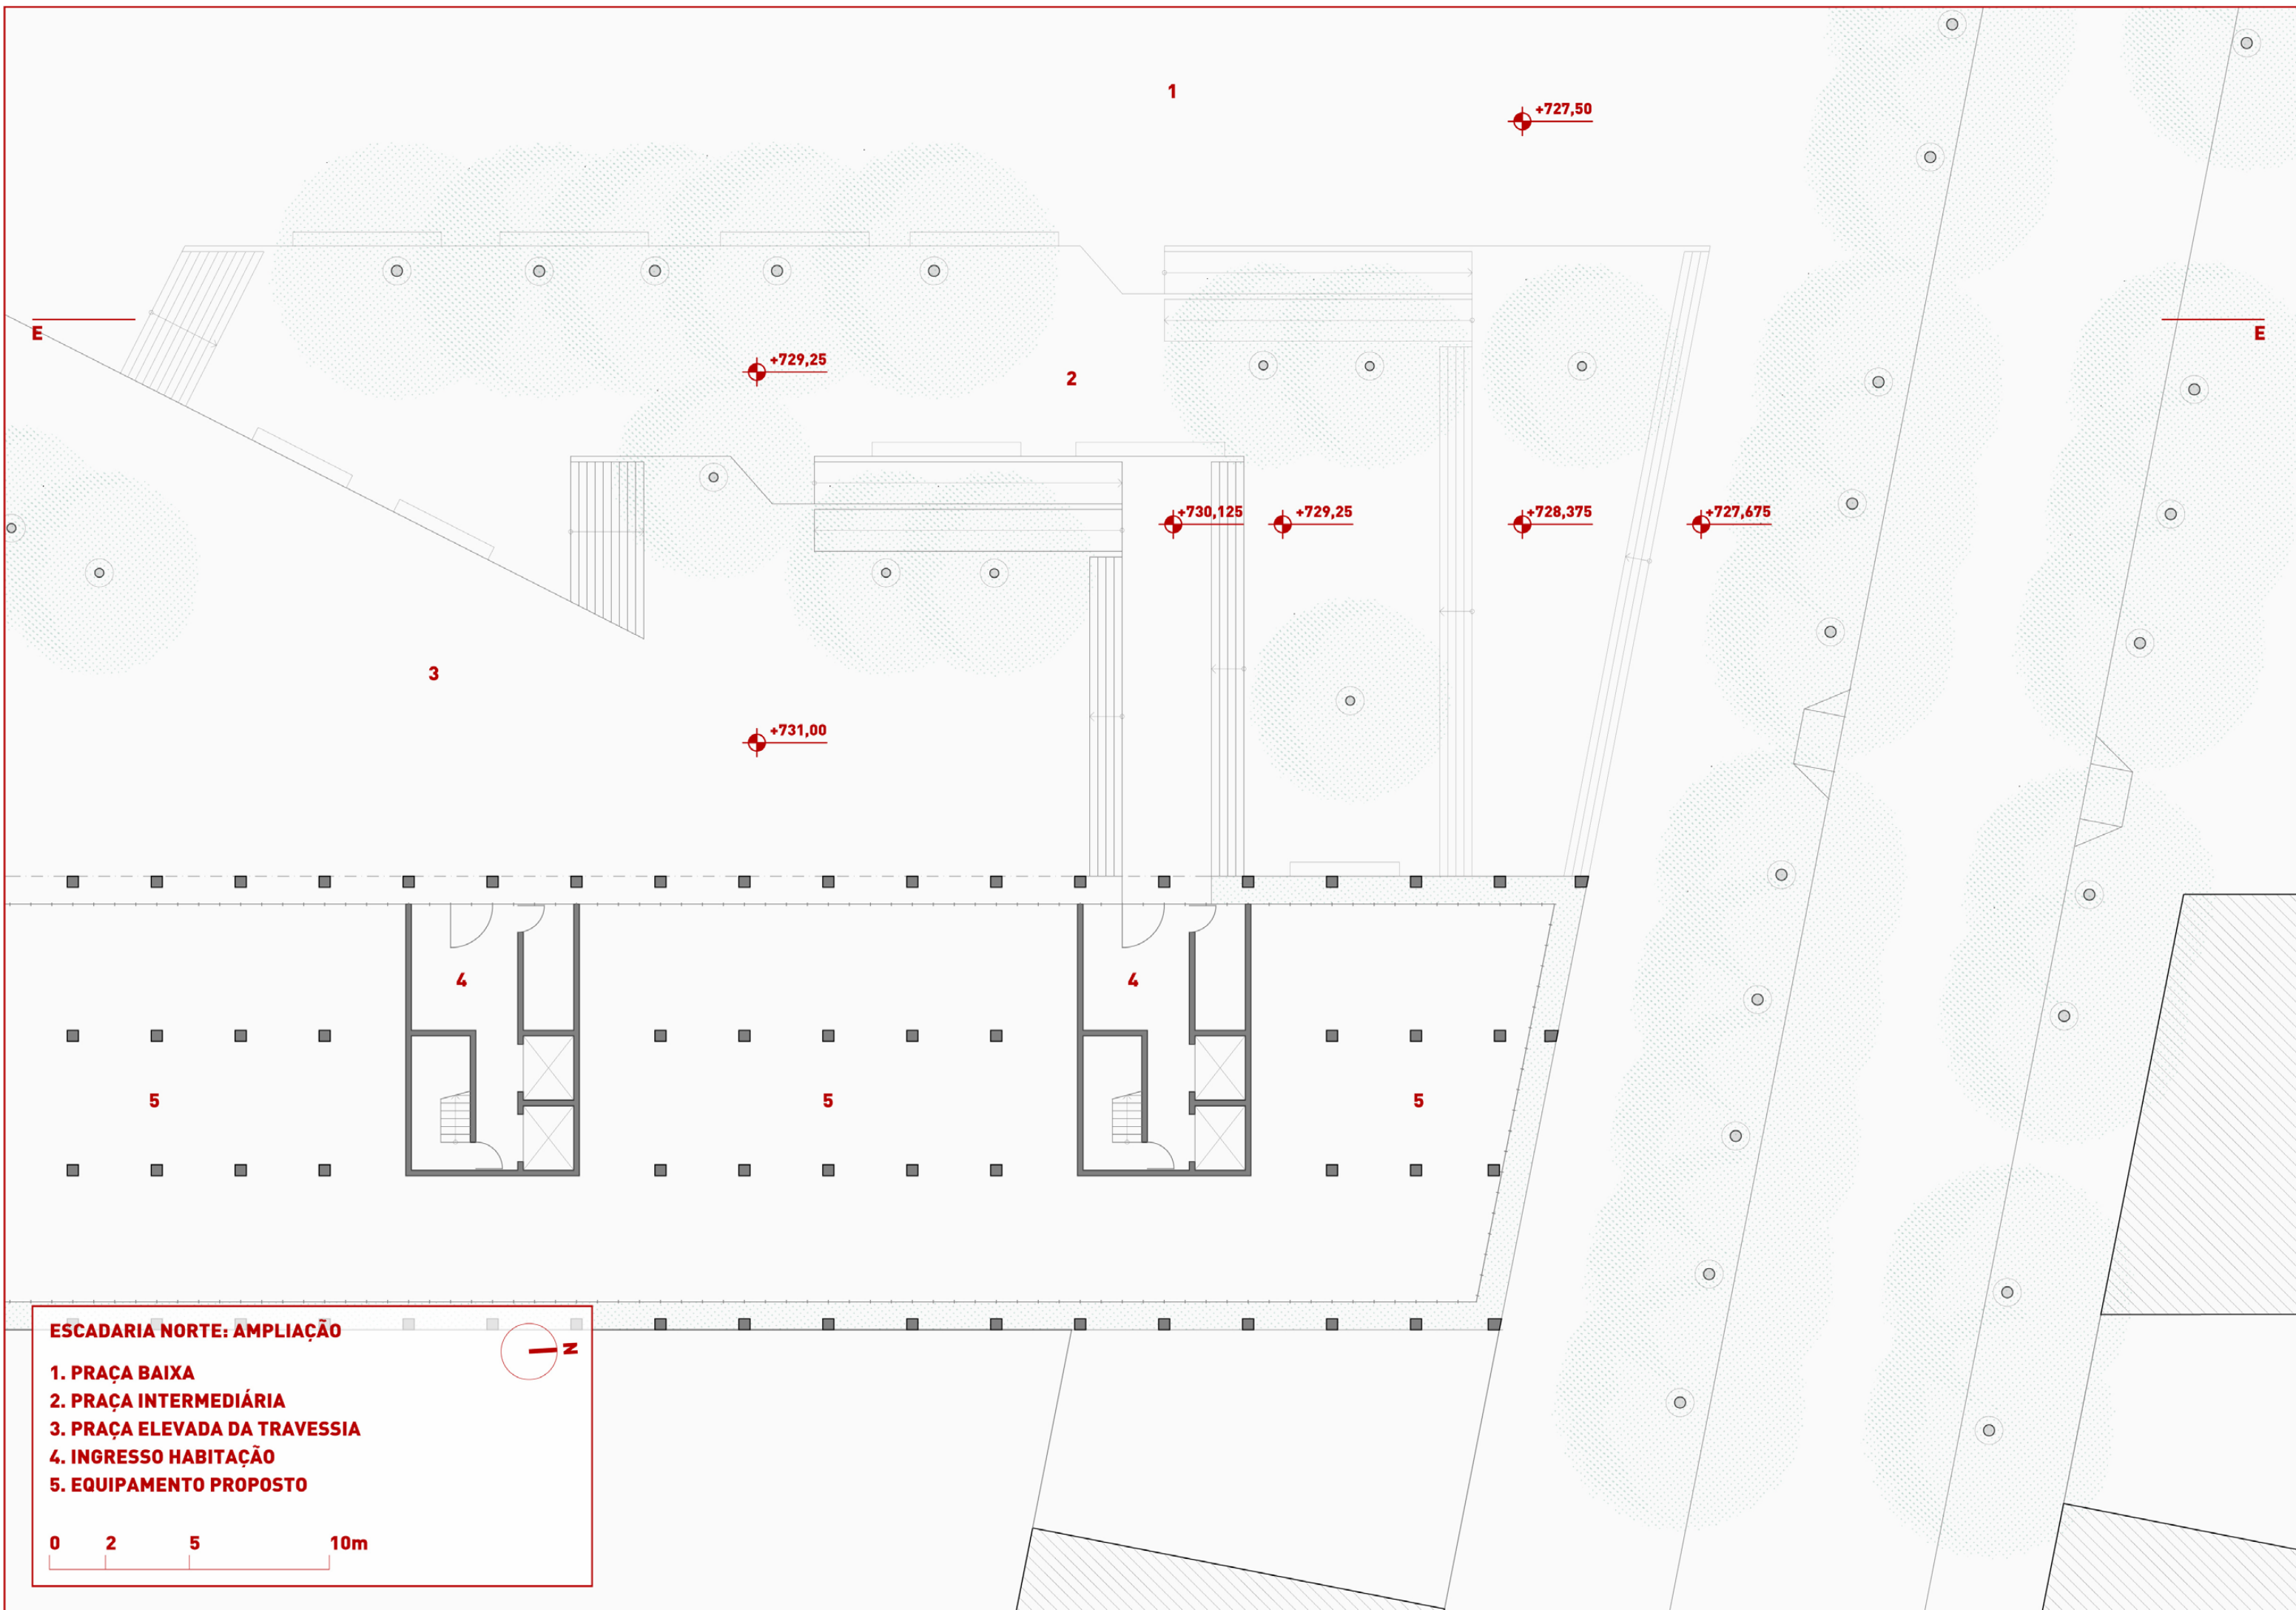 1
+727,50
E
E
+729,25
2
+730,125
+729,25
+728,375
+727,675
3
+731,00
4
4
5
5
5
ESCADARIA NORTE: AMPLIAÇÃO
N
1. PRAÇA BAIXA
2. PRAÇA INTERMEDIÁRIA
3. PRAÇA ELEVADA DA TRAVESSIA
4. INGRESSO HABITAÇÃO
5. EQUIPAMENTO PROPOSTO
0 2 5 10m